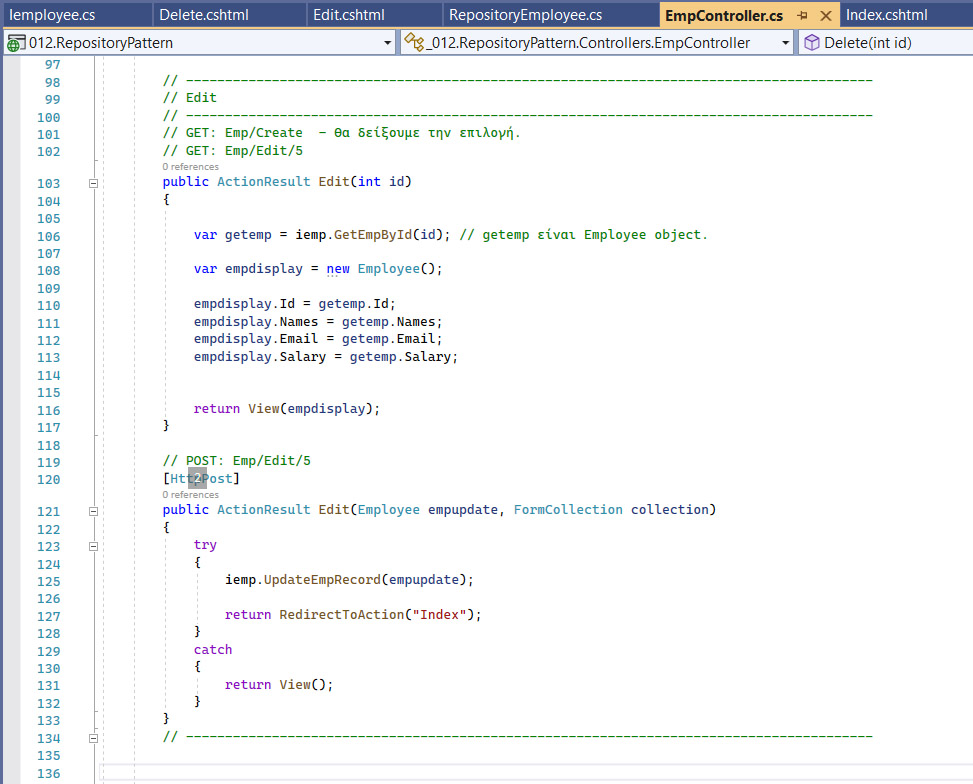 Iemployee.cs Delete.cshtml Edit.cshtml RepositoryEmployee.cs EmpController.cs Index.cshtml
012.RepositoryPattern _012.RepositoryPattern.Controllers.EmpController Delete(int id)
97
98 // ----------------------------------------------------------------------------------------
99 // Edit
100 // ----------------------------------------------------------------------------------------
101 // GET: Emp/Create - θα δείξουμε την επιλογή.
102 // GET: Emp/Edit/5
0 references
103 public ActionResult Edit(int id)
104 {
105
106 var getemp = iemp.GetEmpById(id); // getemp είναι Employee object.
107
108 var empdisplay = new Employee();
109
110 empdisplay.Id = getemp.Id;
111 empdisplay.Names = getemp.Names;
112 empdisplay.Email = getemp.Email;
113 empdisplay.Salary = getemp.Salary;
114
115
116 return View(empdisplay);
117 }
118
119 // POST: Emp/Edit/5
120 [HttpPost]
0 references
121 public ActionResult Edit(Employee empupdate, FormCollection collection)
122 {
123 try
124 {
125 iemp.UpdateEmpRecord(empupdate);
126
127 return RedirectToAction("Index");
128 }
129 catch
130 {
131 return View();
132 }
133 }
134 // ----------------------------------------------------------------------------------------
135
136